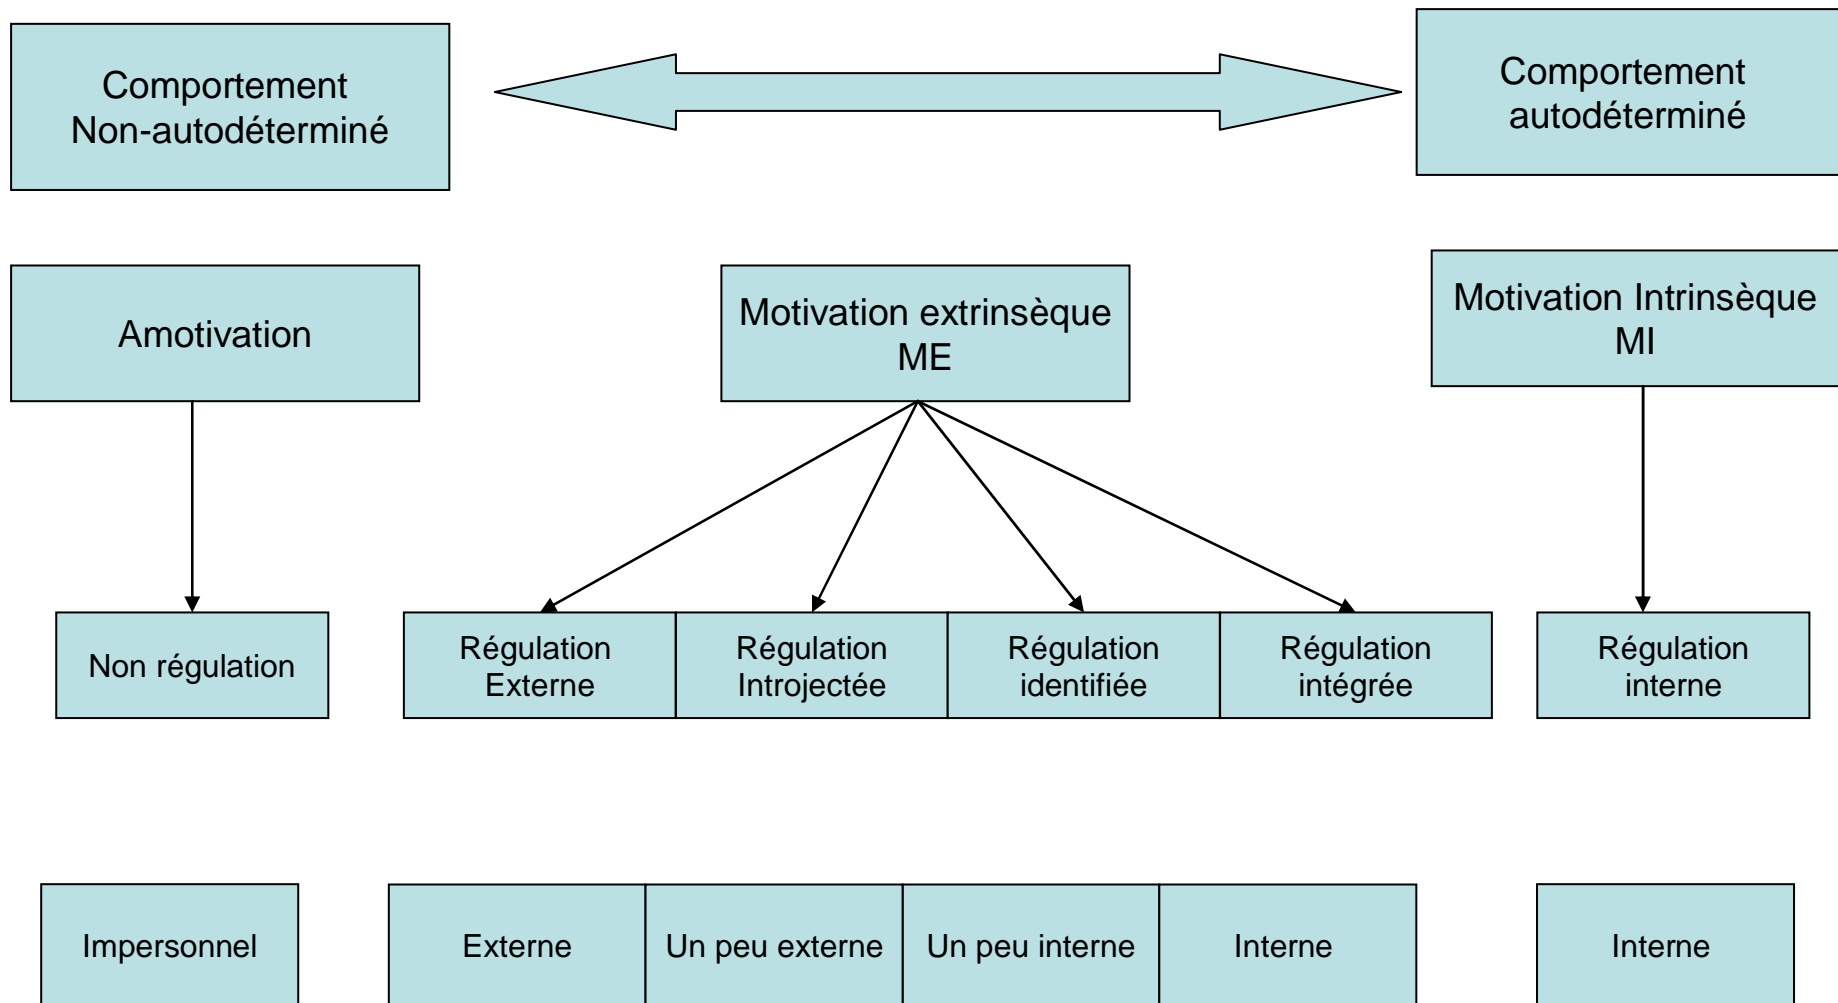 Comportement
Non-autodéterminé
Comportement
autodéterminé
Amotivation
Motivation extrinsèque
ME
Motivation Intrinsèque
MI
Non régulation
Régulation
Externe
Régulation
Introjectée
Régulation
identifiée
Régulation
intégrée
Régulation
interne
Impersonnel
Externe
Un peu externe
Un peu interne
Interne
Interne